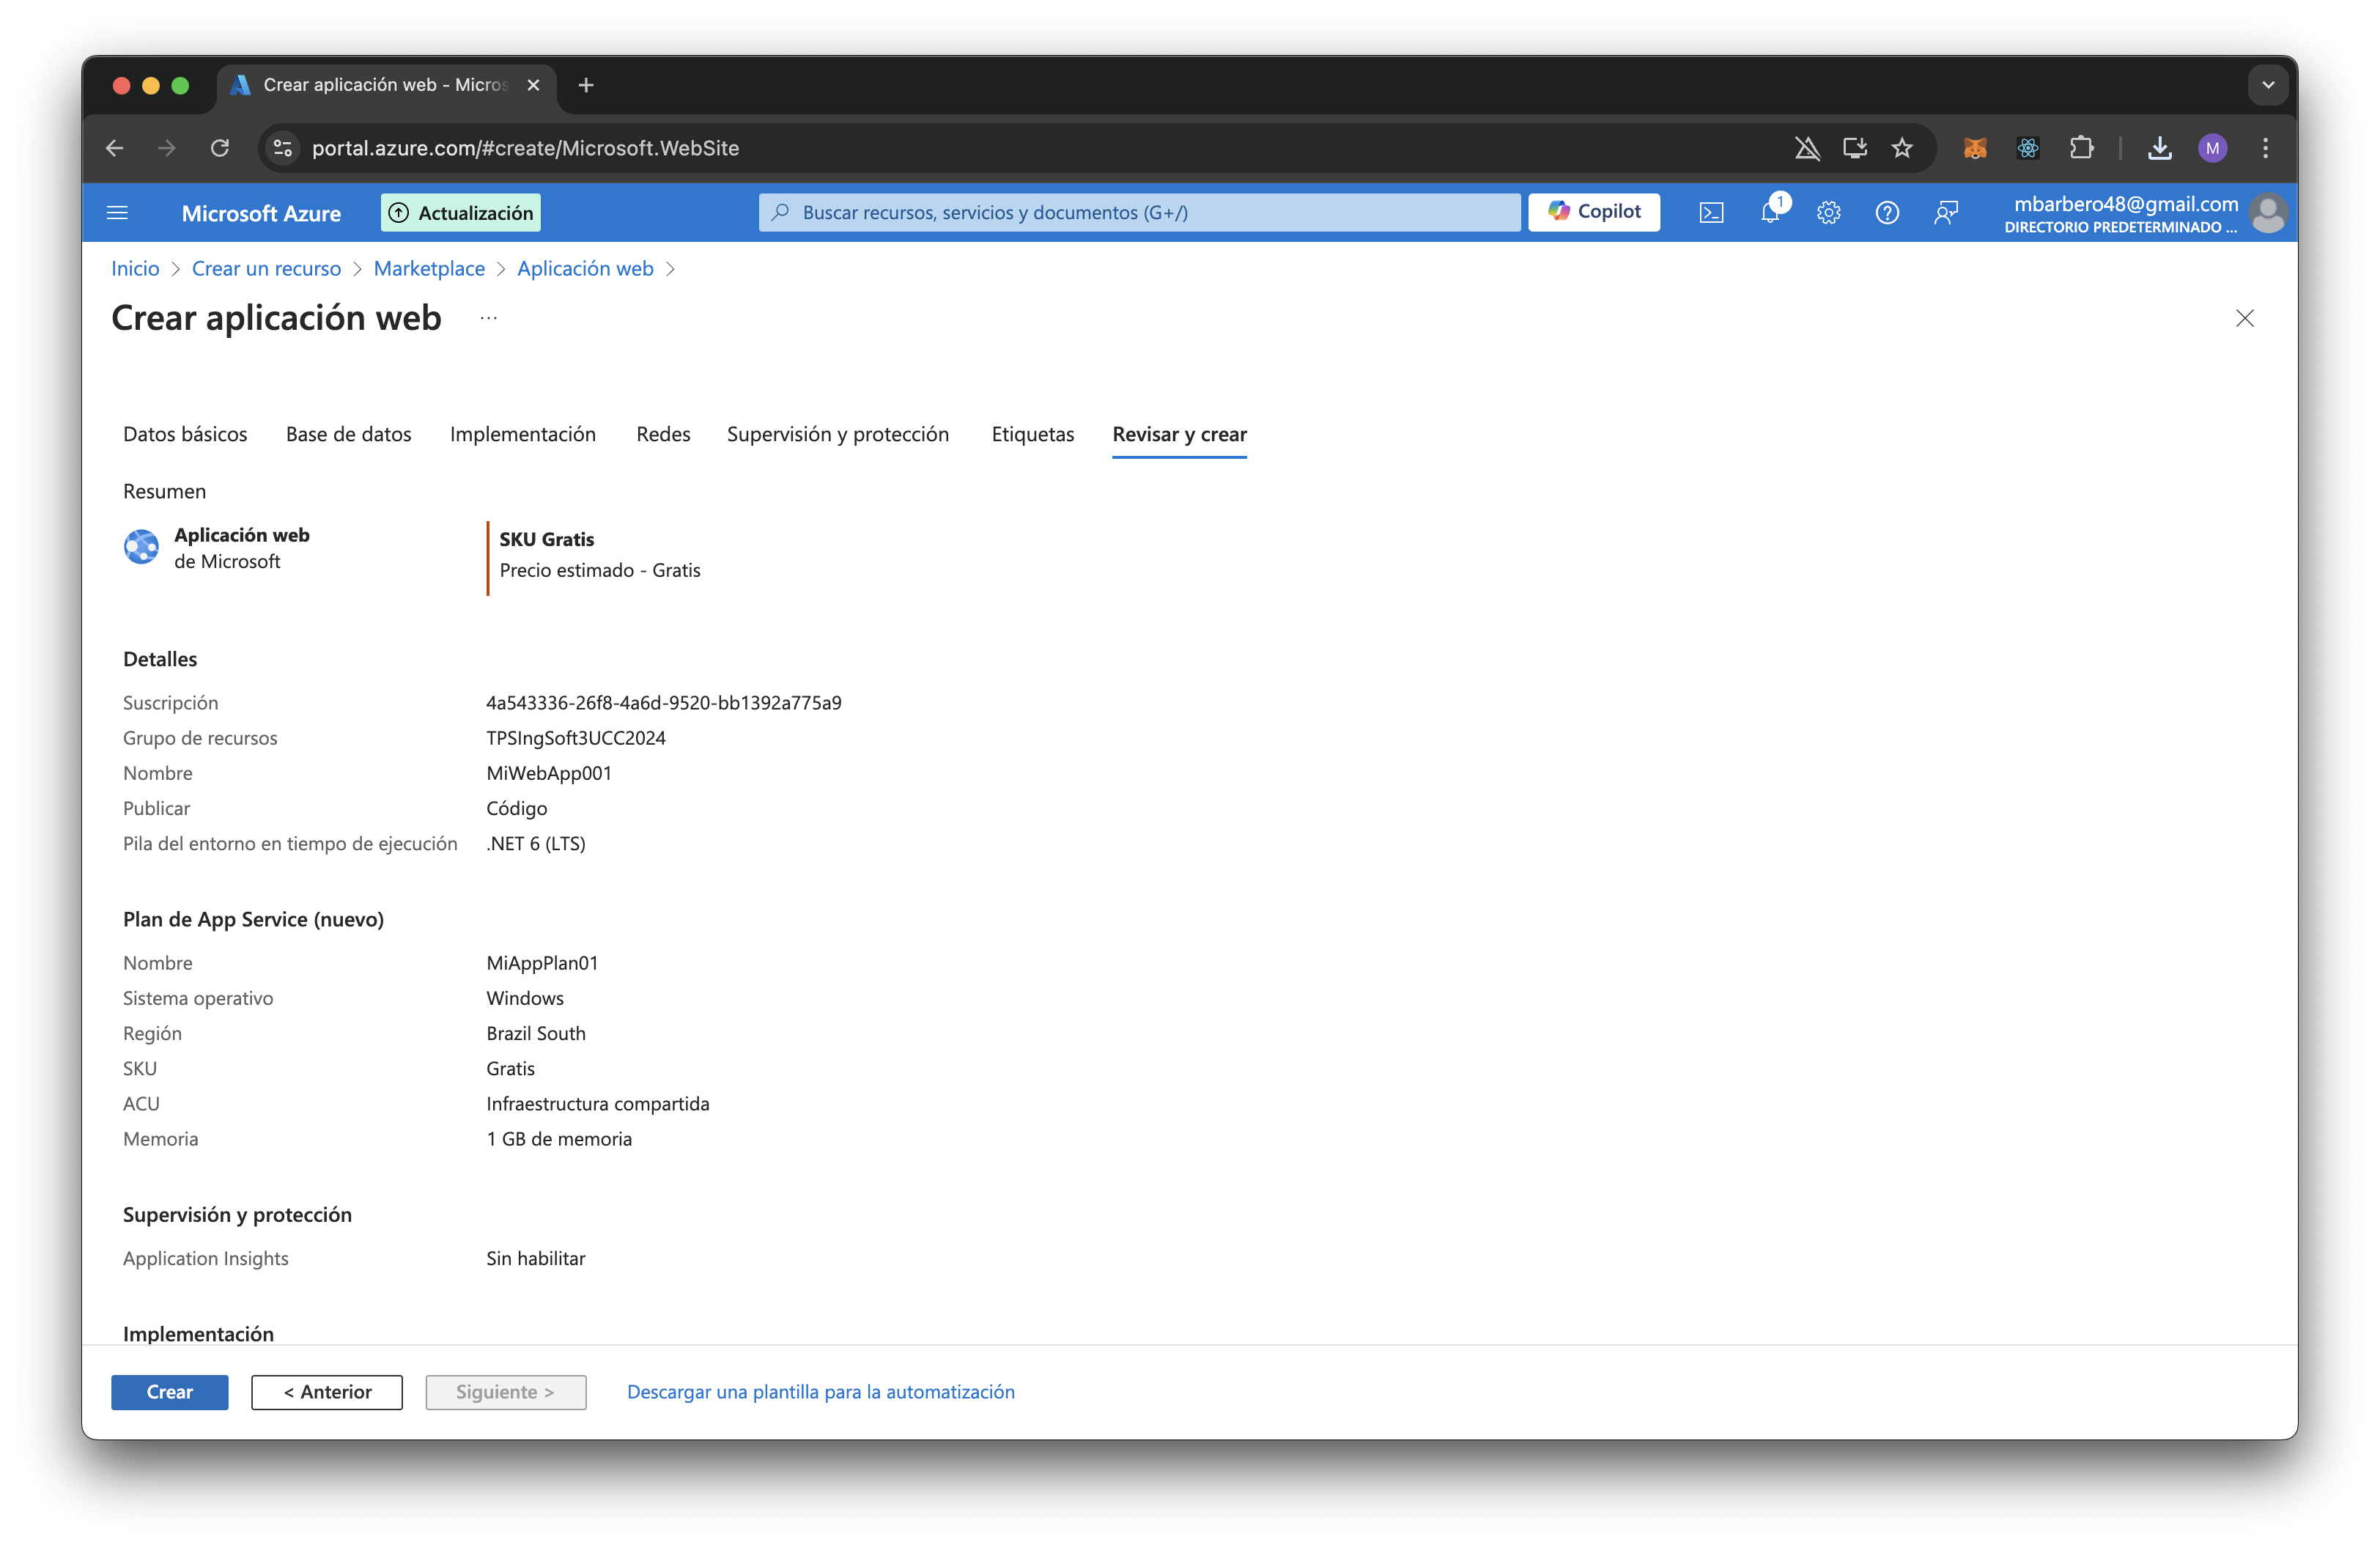 Crear aplicación web - Micros
portal.azure.com/#create/Microsoft.WebSite
M
Microsoft Azure
Actualización
Buscar recursos, servicios y documentos (G+/)
Copilot
1
mbarbero48@gmail.com
DIRECTORIO PREDETERMINADO ...
Inicio > Crear un recurso > Marketplace > Aplicación web >
Crear aplicación web ...
Datos básicos Base de datos Implementación Redes Supervisión y protección Etiquetas Revisar y crear
Resumen
Aplicación web
de Microsoft
SKU Gratis
Precio estimado - Gratis
Detalles
Suscripción 4a543336-26f8-4a6d-9520-bb1392a775a9
Grupo de recursos TPSIngSoft3UCC2024
Nombre MiWebApp001
Publicar Código
Pila del entorno en tiempo de ejecución .NET 6 (LTS)
Plan de App Service (nuevo)
Nombre MiAppPlan01
Sistema operativo Windows
Región Brazil South
SKU Gratis
ACU Infraestructura compartida
Memoria 1 GB de memoria
Supervisión y protección
Application Insights Sin habilitar
Implementación
Crear < Anterior Siguiente > Descargar una plantilla para la automatización